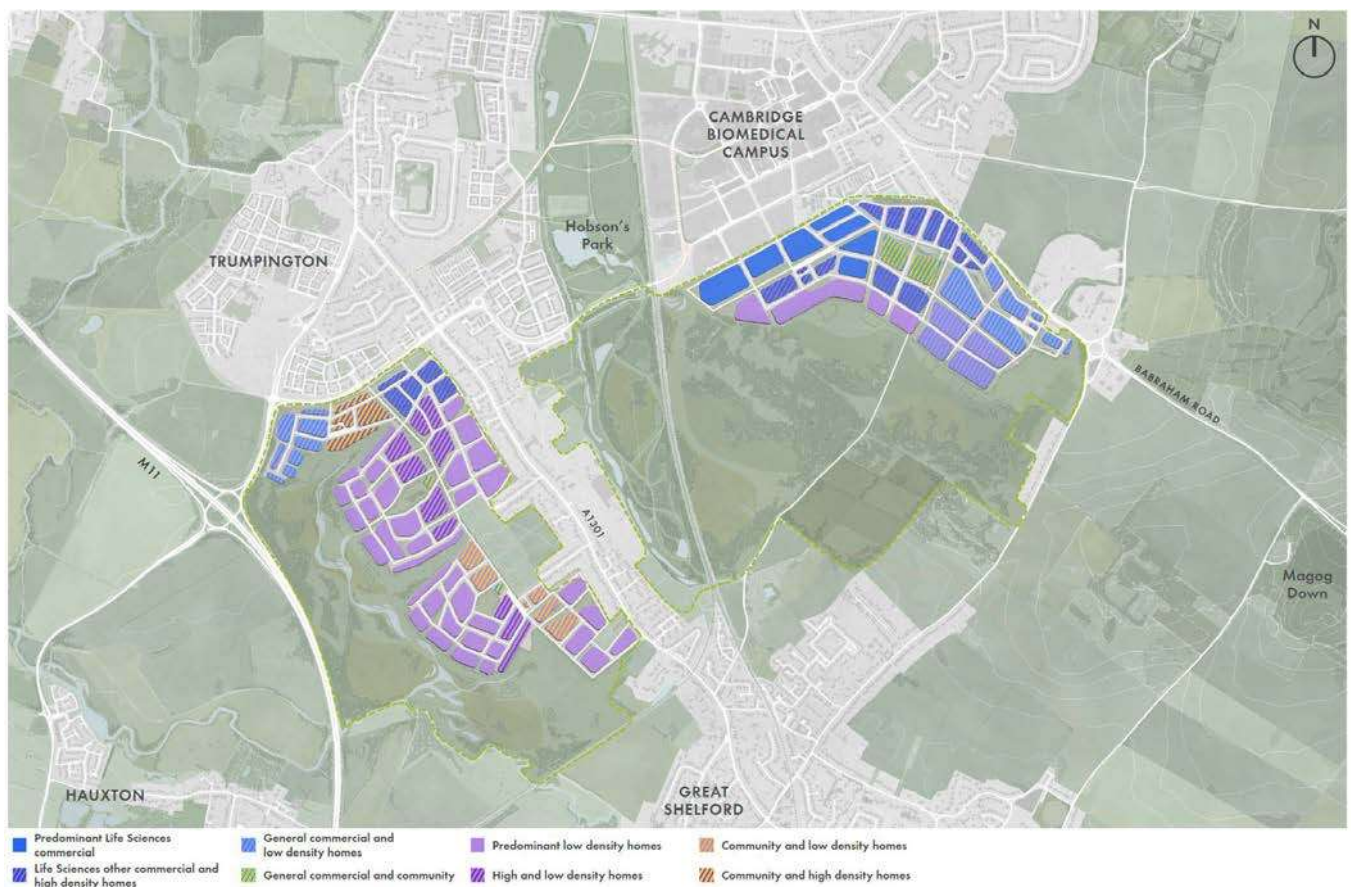 N
CAMBRIDGE
BIOMEDICAL
CAMPUS
Hobson's
Park
TRUMPINGTON
BABRAHAM ROAD
M11
A1301
Magog
Down
HAUXTON
GREAT
SHELFORD
Predominant Life Sciences
commercial
Life Sciences other commercial and
high density homes
General commercial and
low density homes
General commercial and community
Predominant low density homes
High and low density homes
Community and low density homes
Community and high density homes